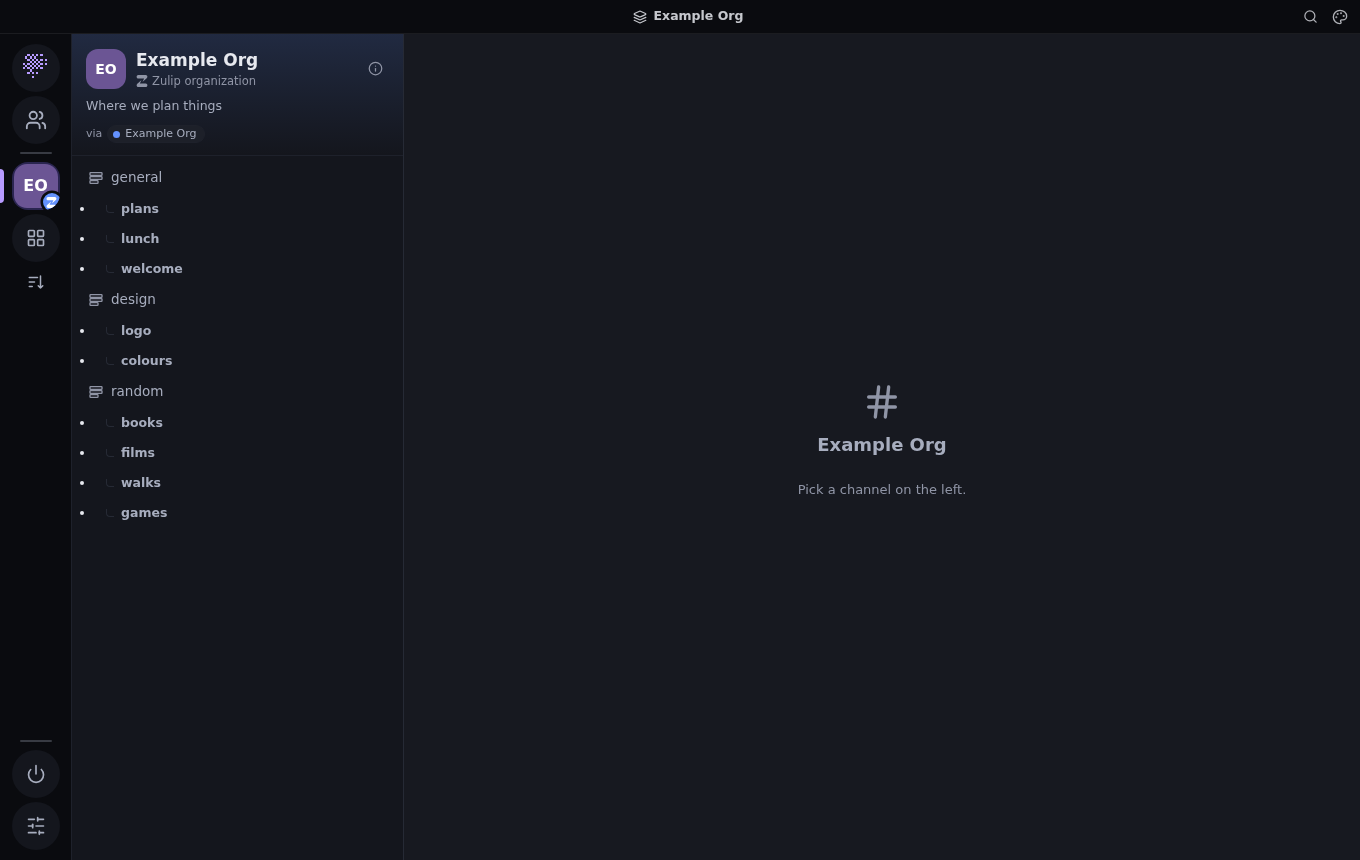 Example Org
EO
Example Org
Zulip organization
Where we plan things
via Example Org
EO
general
plans
lunch
welcome
design
logo
colours
random
books
films
walks
games
Example Org
Pick a channel on the left.